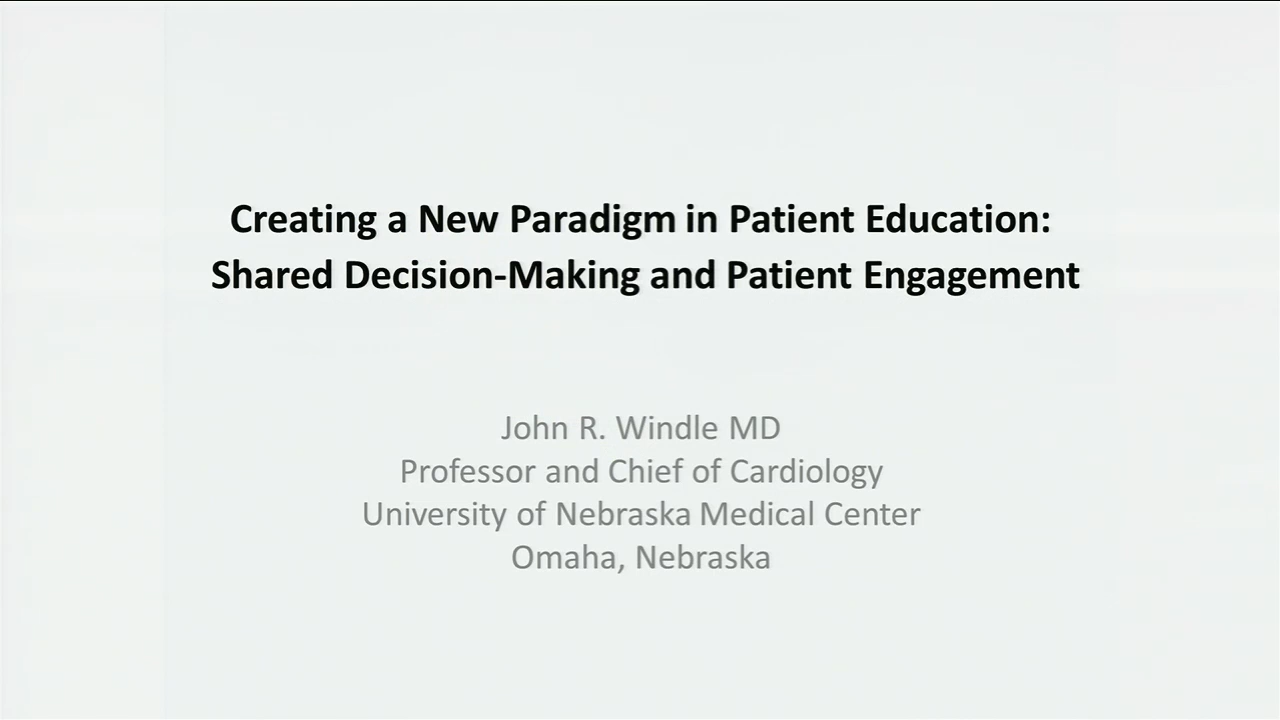 Creating a New Paradigm in Patient Education:
Shared Decision-Making and Patient Engagement
John R. Windle MD
Professor and Chief of Cardiology
University of Nebraska Medical Center
Omaha, Nebraska